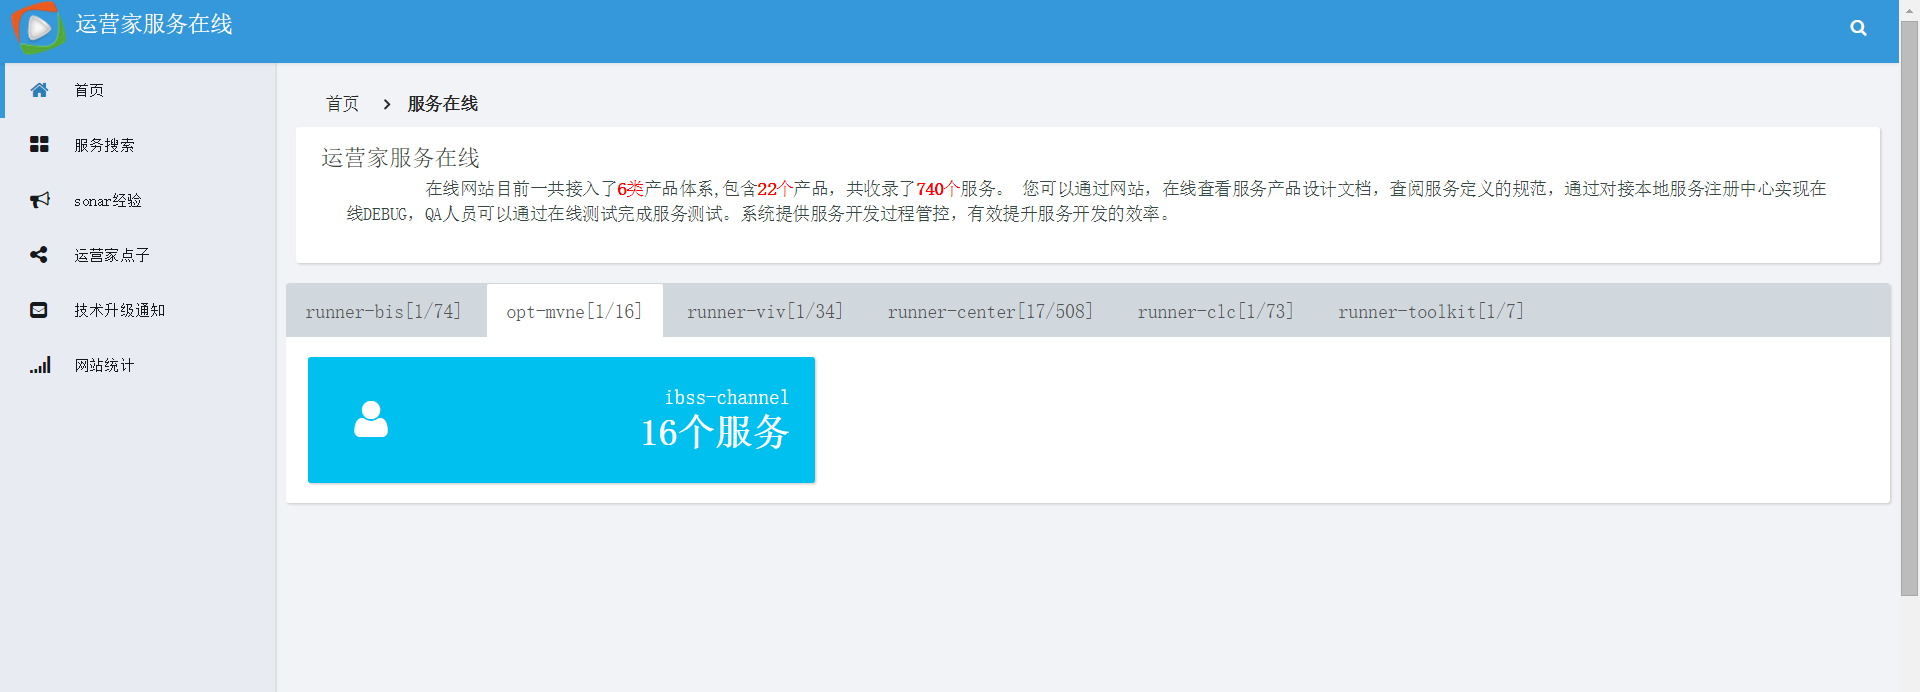 运营家服务在线
首页
服务搜索
sonar经验
运营家点子
技术升级通知
网站统计
首页 > 服务在线
运营家服务在线
在线网站目前一共接入了6类产品体系,包含22个产品，共收录了740个服务。 您可以通过网站，在线查看服务产品设计文档，查阅服务定义的规范，通过对接本地服务注册中心实现在
线DEBUG，QA人员可以通过在线测试完成服务测试。系统提供服务开发过程管控，有效提升服务开发的效率。
runner-bis[1/74] opt-mvne[1/16] runner-viv[1/34] runner-center[17/508] runner-clc[1/73] runner-toolkit[1/7]
ibss-channel
16个服务